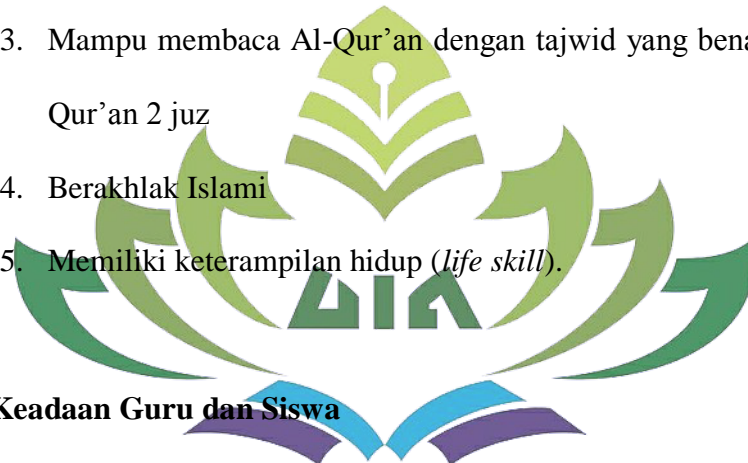 3. Mampu membaca Al-Qur’an dengan tajwid yang bena
Qur’an 2 juz
4. Berakhlak Islami
5. Memiliki keterampilan hidup (life skill).
UIN
Keadaan Guru dan Siswa